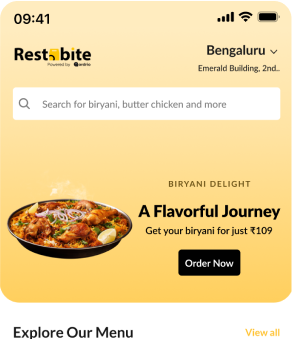 09:41
Restobite
Powered by Qordrio
Bengaluru
Emerald Building, 2nd..
Search for biryani, butter chicken and more
BIRYANI DELIGHT
A Flavorful Journey
Get your biryani for just ₹109
Order Now
Explore Our Menu
View all